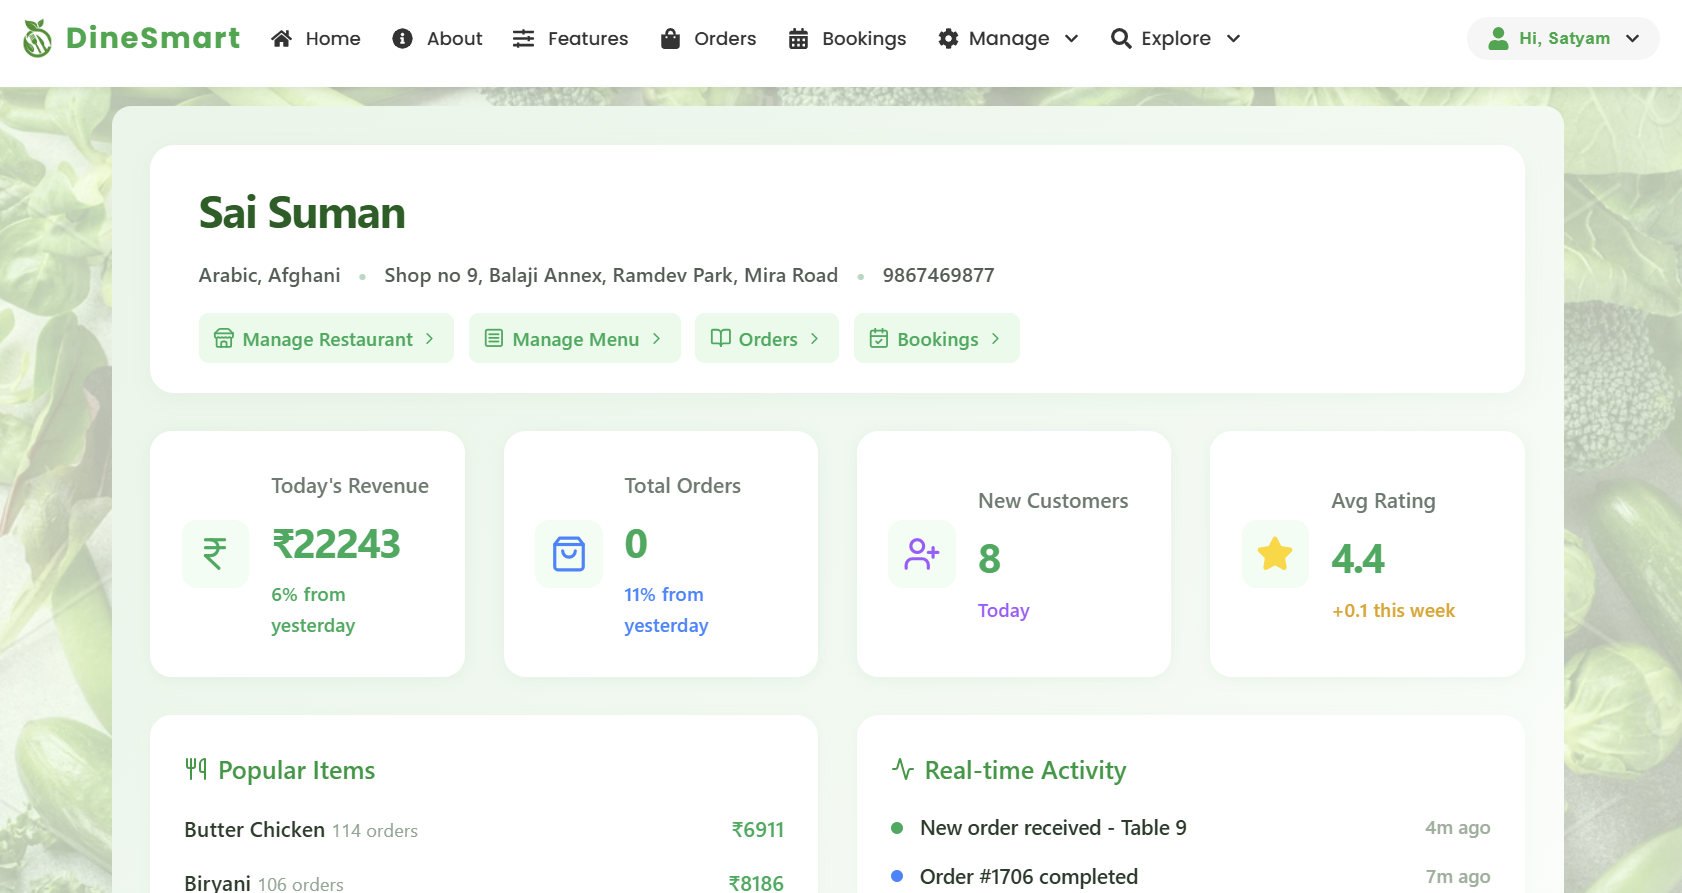 DineSmart Home About Features Orders Bookings Manage Explore Hi, Satyam
Sai Suman
Arabic, Afghani • Shop no 9, Balaji Annex, Ramdev Park, Mira Road • 9867469877
Manage Restaurant Manage Menu Orders Bookings
Today's Revenue
₹22243
6% from
yesterday
Total Orders
0
11% from
yesterday
New Customers
8
Today
Avg Rating
4.4
+0.1 this week
Popular Items
Butter Chicken 114 orders ₹6911
Biryani 106 orders ₹8186
Real-time Activity
New order received - Table 9 4m ago
Order #1706 completed 7m ago